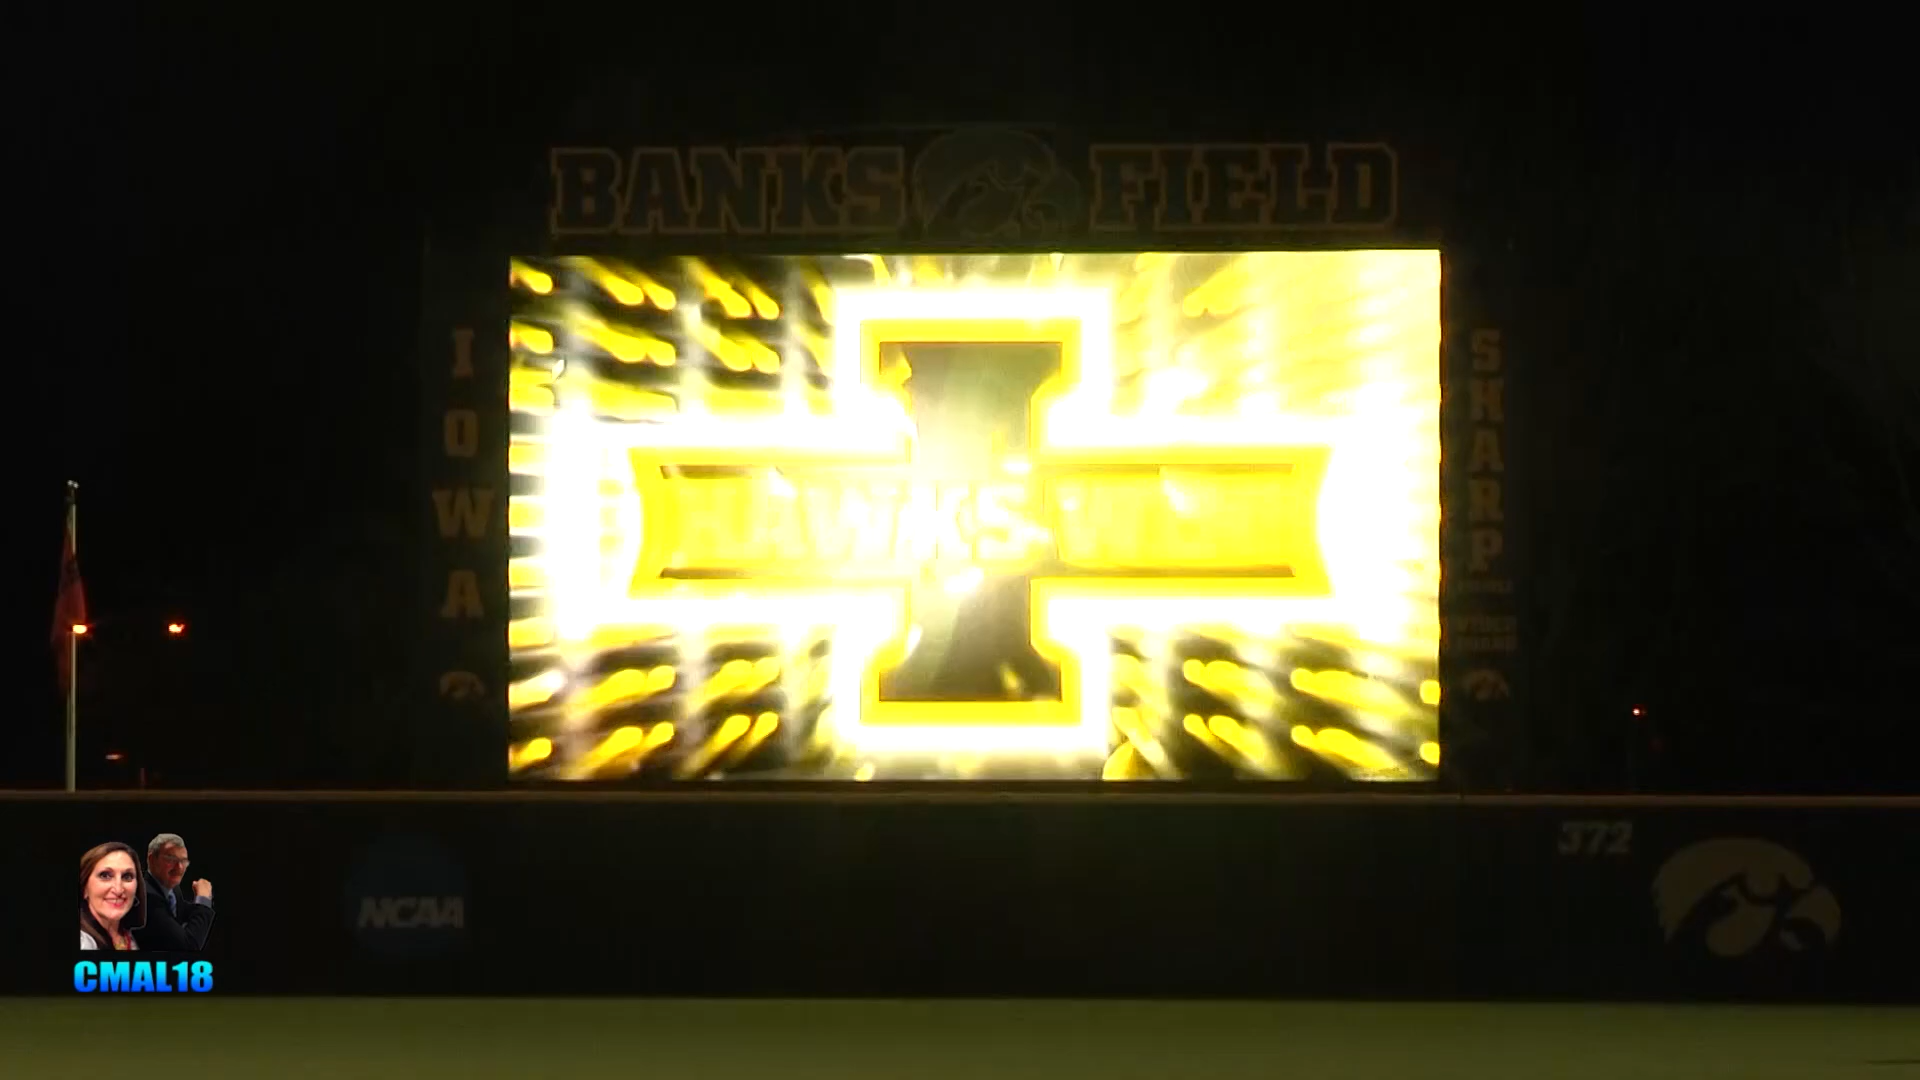 BANKS FIELD
IOWA
HAWKS W
SHARP
372
NCAA
CMAL18